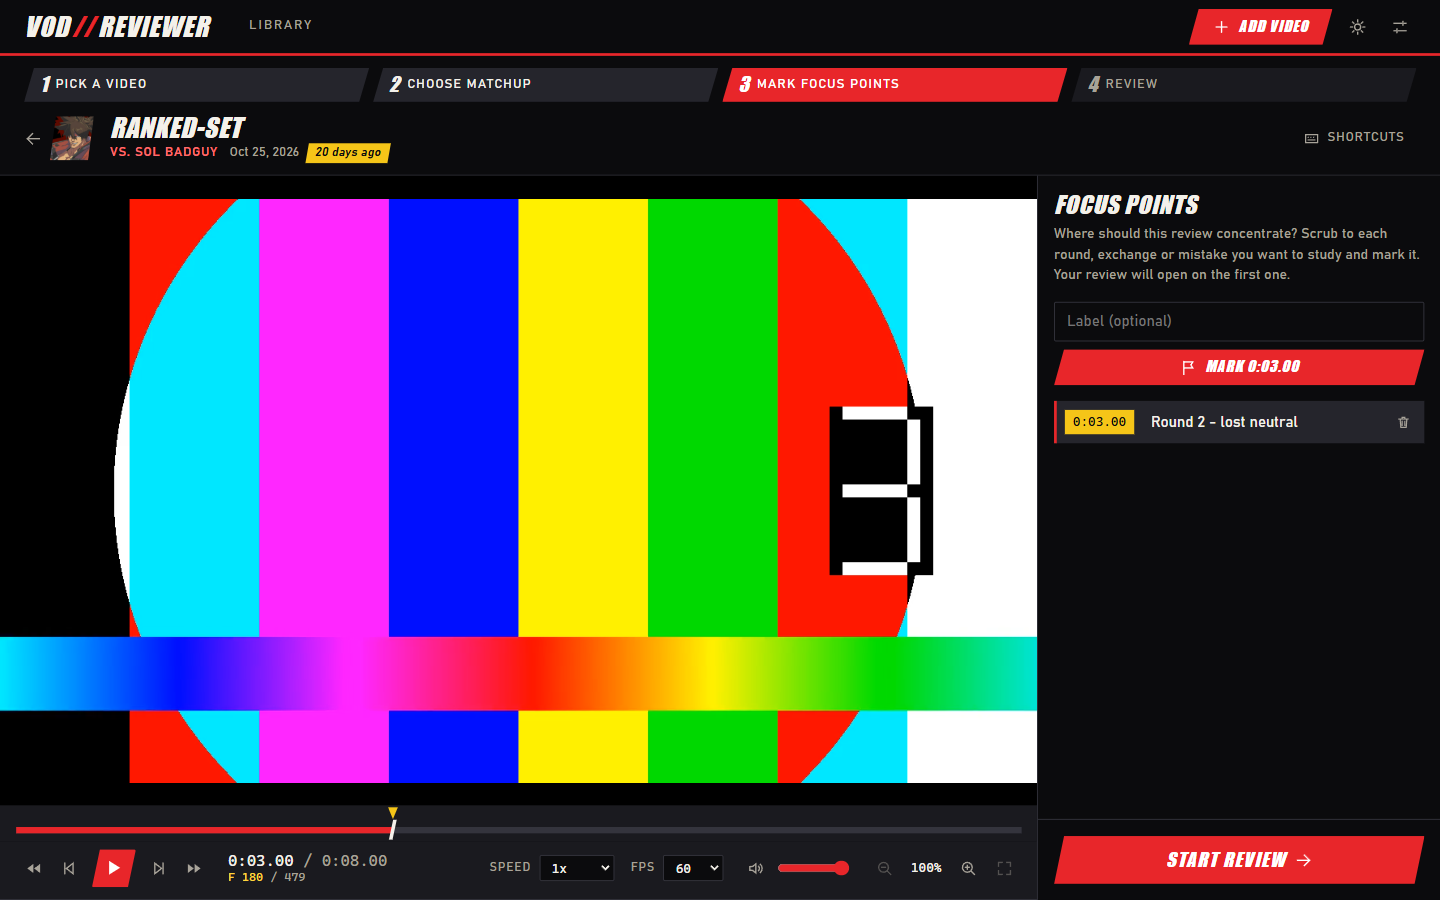 VOD//REVIEWER
LIBRARY
ADD VIDEO
1 PICK A VIDEO
2 CHOOSE MATCHUP
3 MARK FOCUS POINTS
4 REVIEW
RANKED-SET
VS. SOL BADGUY Oct 25, 2026 20 days ago
SHORTCUTS
3
FOCUS POINTS
Where should this review concentrate? Scrub to each
round, exchange or mistake you want to study and mark it.
Your review will open on the first one.
Label (optional)
MARK 0:03.00
0:03.00 Round 2 - lost neutral
0:03.00 / 0:08.00
F 180 / 479
SPEED 1x FPS 60 100%
START REVIEW →